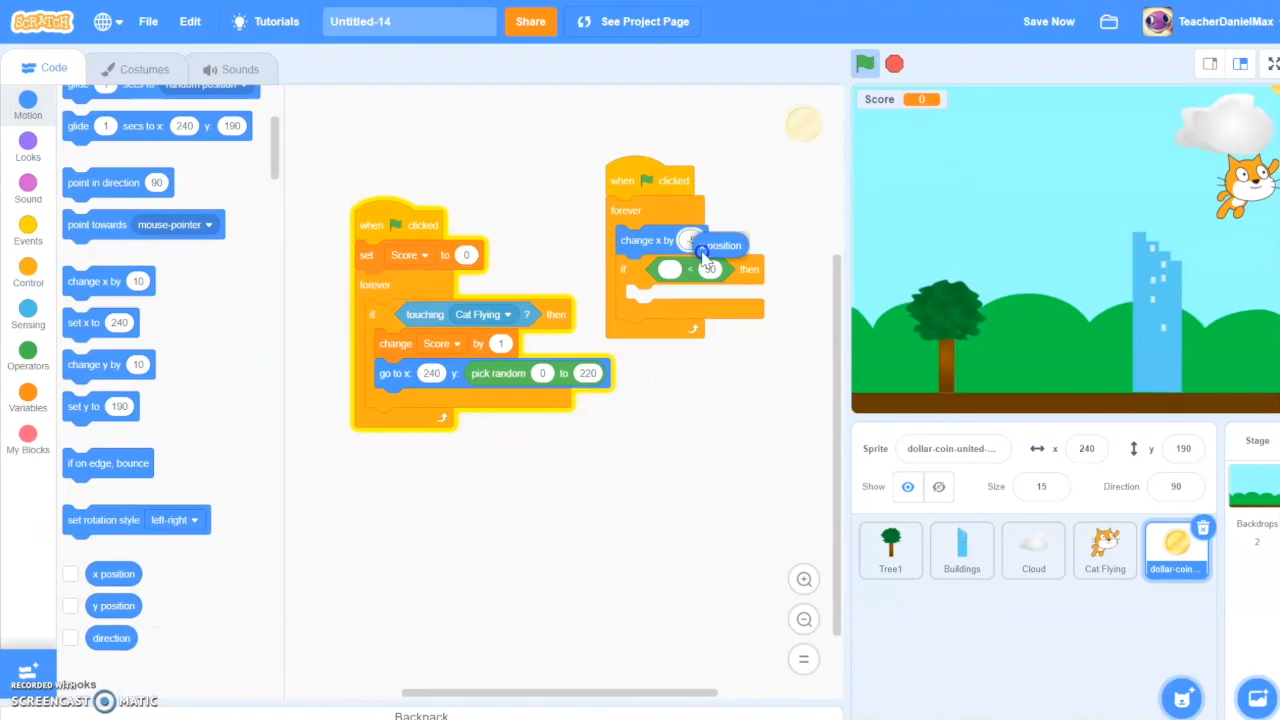 SCRATCH File Edit Tutorials Untitled-14 Share See Project Page Save Now TeacherDanielMax
Code Costumes Sounds
Motion
Looks
Sound
Events
Control
Sensing
Operators
Variables
My Blocks
glide 1 secs to random position
glide 1 secs to x: 240 y: 190
point in direction 90
point towards mouse-pointer
change x by 10
set x to 240
change y by 10
set y to 190
if on edge, bounce
set rotation style left-right
x position
y position
direction
RECORDED WITH
SCREENCAST MATIC
when clicked
set Score to 0
forever
if touching Cat Flying ? then
change Score by 1
go to x: 240 y: pick random 0 to 220
when clicked
forever
change x by
position
if < then
Backpack
Score 0
Sprite dollar-coin-united-... x 240 y 190
Show Size 15 Direction 90
Tree1 Buildings Cloud Cat Flying dollar-coin...
Stage
Backdrops
2